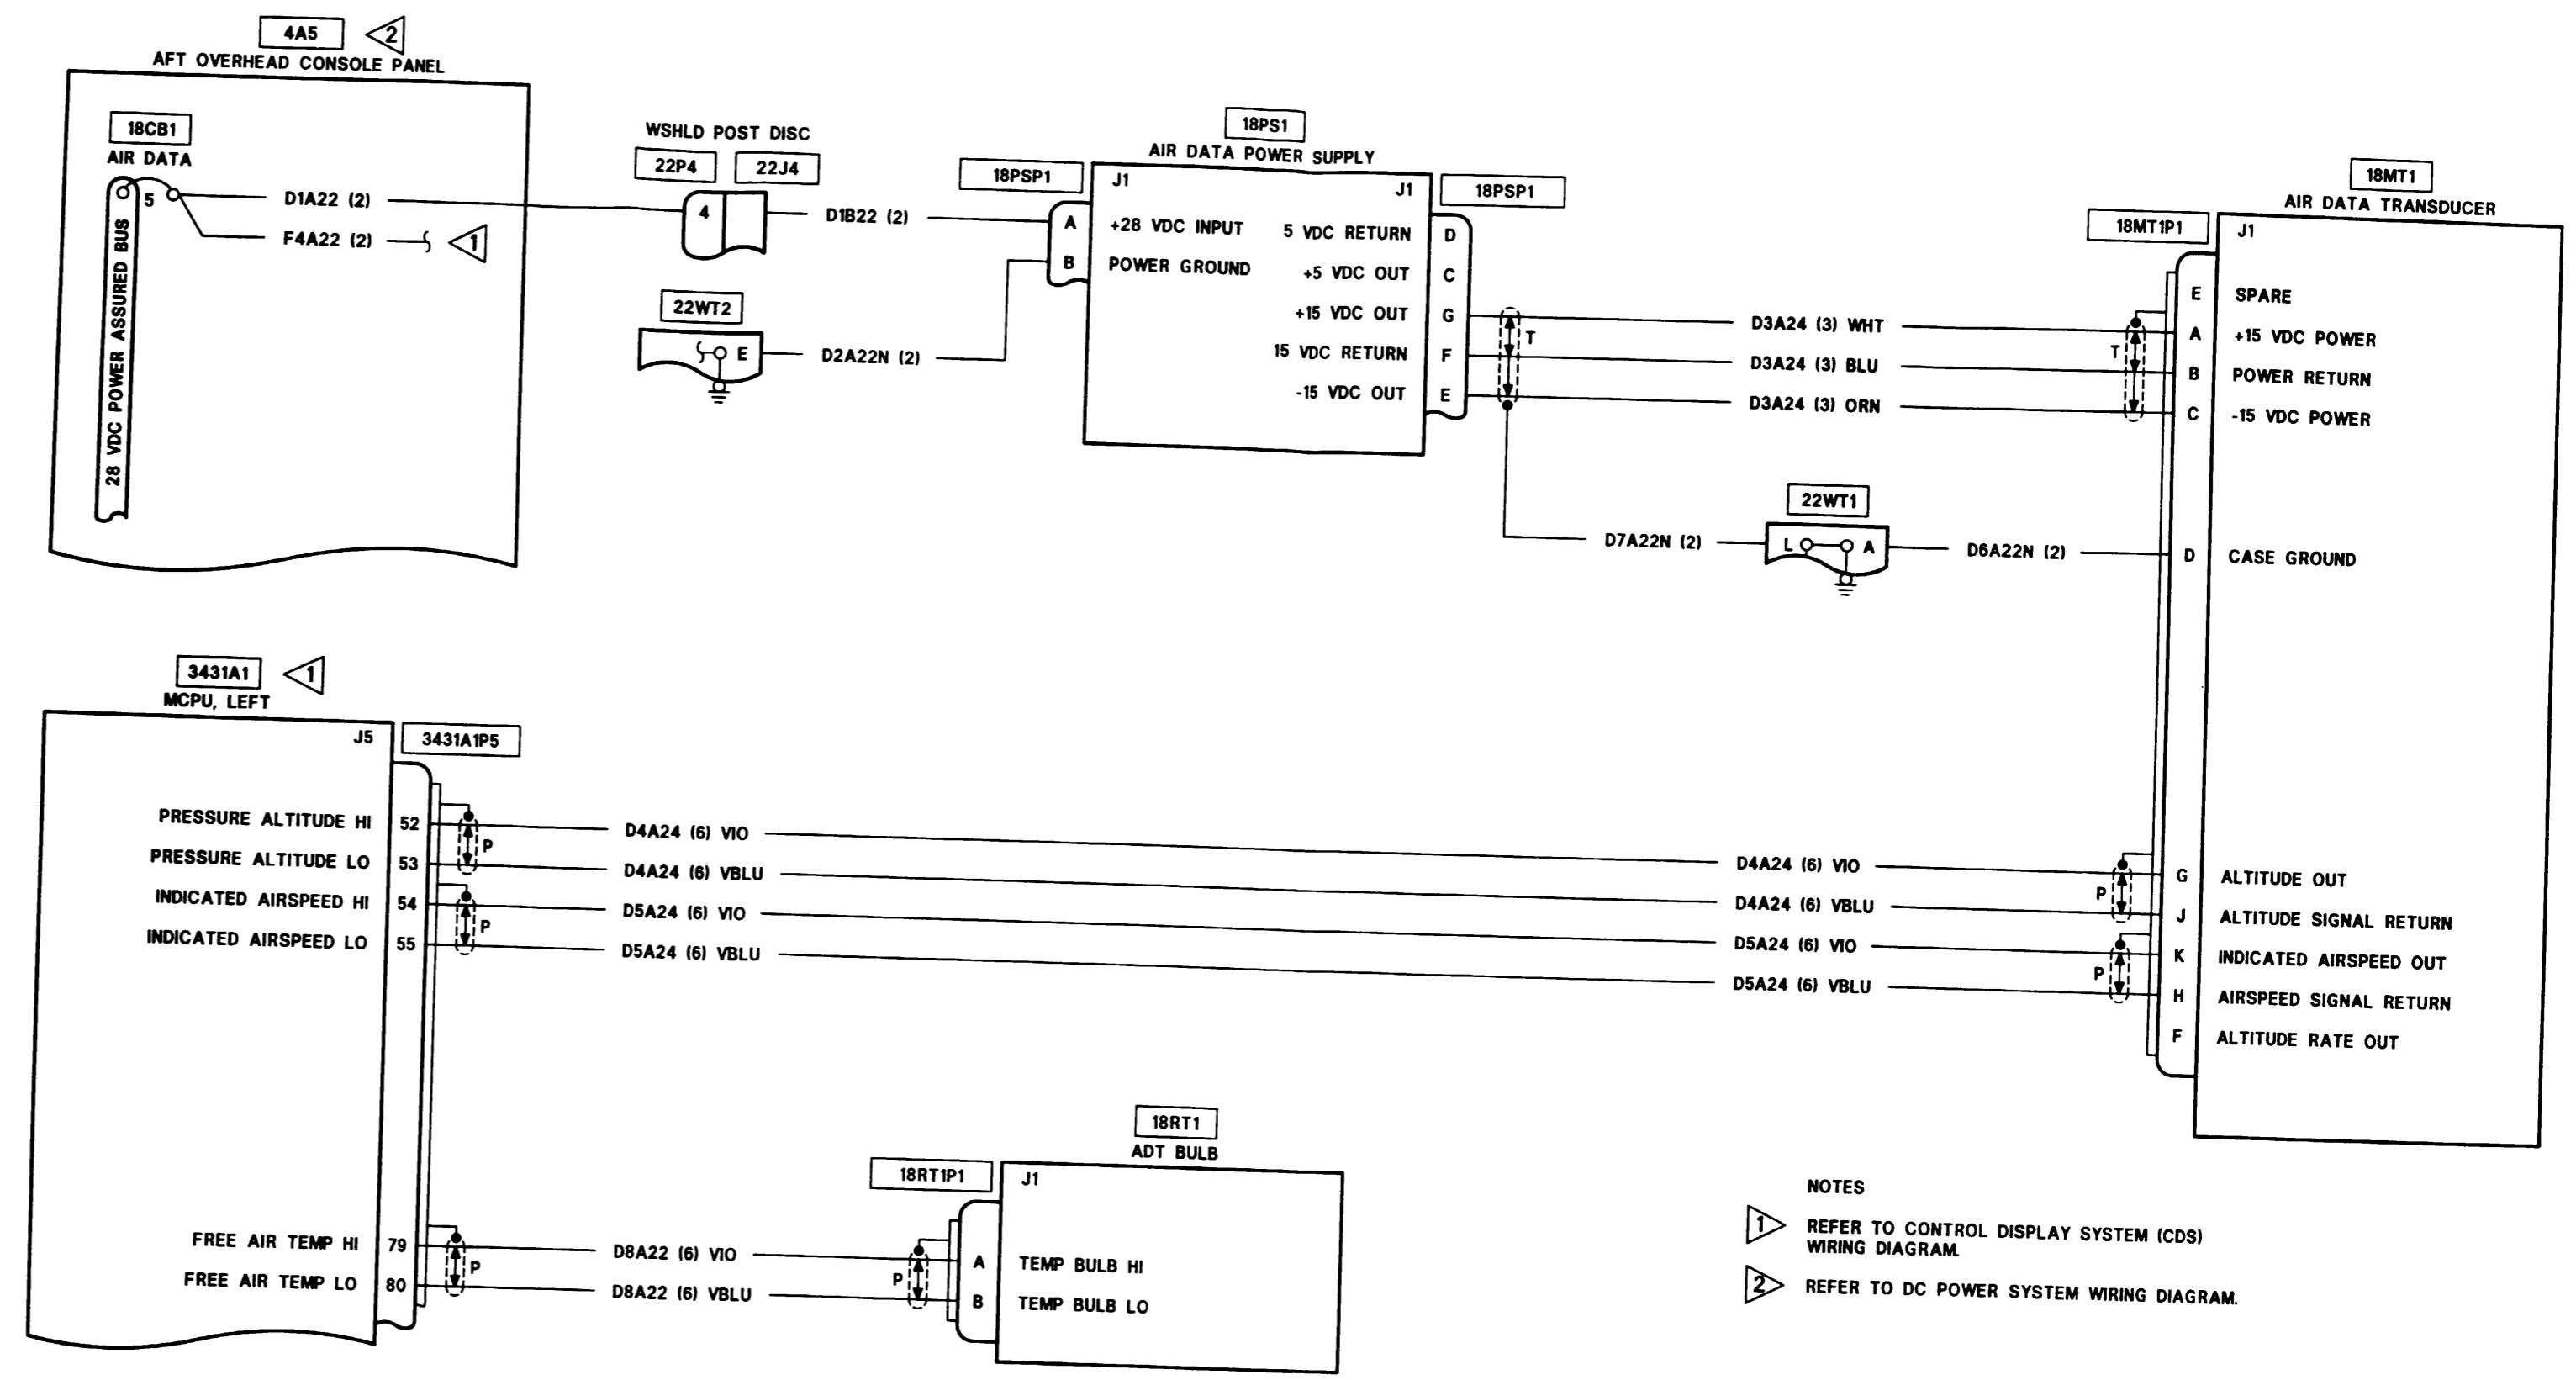 4A5
2
AFT OVERHEAD CONSOLE PANEL
18CB1
AIR DATA
5
28 VDC POWER ASSURED BUS
D1A22 (2)
F4A22 (2)
1
WSHLD POST DISC
22P4
22J4
4
D1B22 (2)
22WT2
E
D2A22N (2)
18PS1
AIR DATA POWER SUPPLY
18PSP1
J1
J1
18PSP1
A
+28 VDC INPUT
B
POWER GROUND
5 VDC RETURN
D
+5 VDC OUT
C
+15 VDC OUT
G
15 VDC RETURN
F
-15 VDC OUT
E
T
D3A24 (3) WHT
D3A24 (3) BLU
D3A24 (3) ORN
T
22WT1
D7A22N (2)
L
A
D6A22N (2)
18MT1
AIR DATA TRANSDUCER
18MT1P1
J1
E
SPARE
A
+15 VDC POWER
B
POWER RETURN
C
-15 VDC POWER
D
CASE GROUND
G
ALTITUDE OUT
J
ALTITUDE SIGNAL RETURN
K
INDICATED AIRSPEED OUT
H
AIRSPEED SIGNAL RETURN
F
ALTITUDE RATE OUT
3431A1
1
MCPU, LEFT
J5
3431A1P5
PRESSURE ALTITUDE HI
52
PRESSURE ALTITUDE LO
53
INDICATED AIRSPEED HI
54
INDICATED AIRSPEED LO
55
P
P
D4A24 (6) VIO
D4A24 (6) VBLU
D5A24 (6) VIO
D5A24 (6) VBLU
D4A24 (6) VIO
D4A24 (6) VBLU
D5A24 (6) VIO
D5A24 (6) VBLU
P
P
FREE AIR TEMP HI
79
FREE AIR TEMP LO
80
P
D8A22 (6) VIO
D8A22 (6) VBLU
P
18RT1
ADT BULB
18RT1P1
J1
A
TEMP BULB HI
B
TEMP BULB LO
NOTES
1
REFER TO CONTROL DISPLAY SYSTEM (CDS)
WIRING DIAGRAM.
2
REFER TO DC POWER SYSTEM WIRING DIAGRAM.